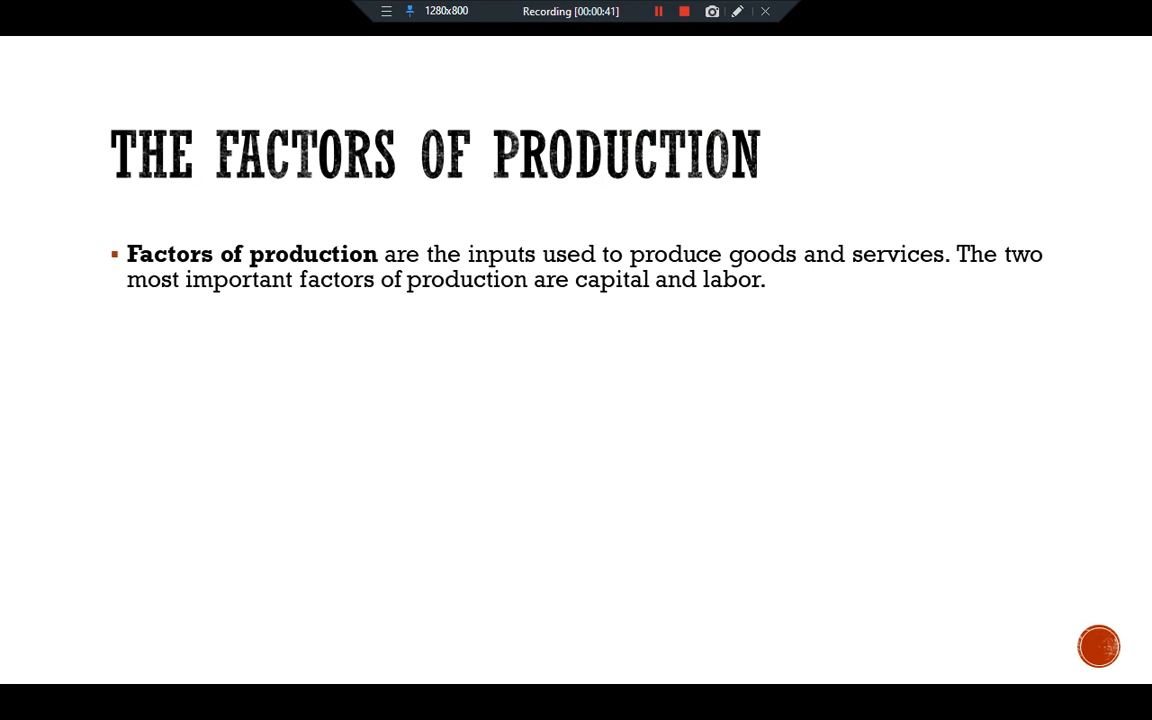 1280x800 Recording [00:00:41]
THE FACTORS OF PRODUCTION
▪ Factors of production are the inputs used to produce goods and services. The two
most important factors of production are capital and labor.